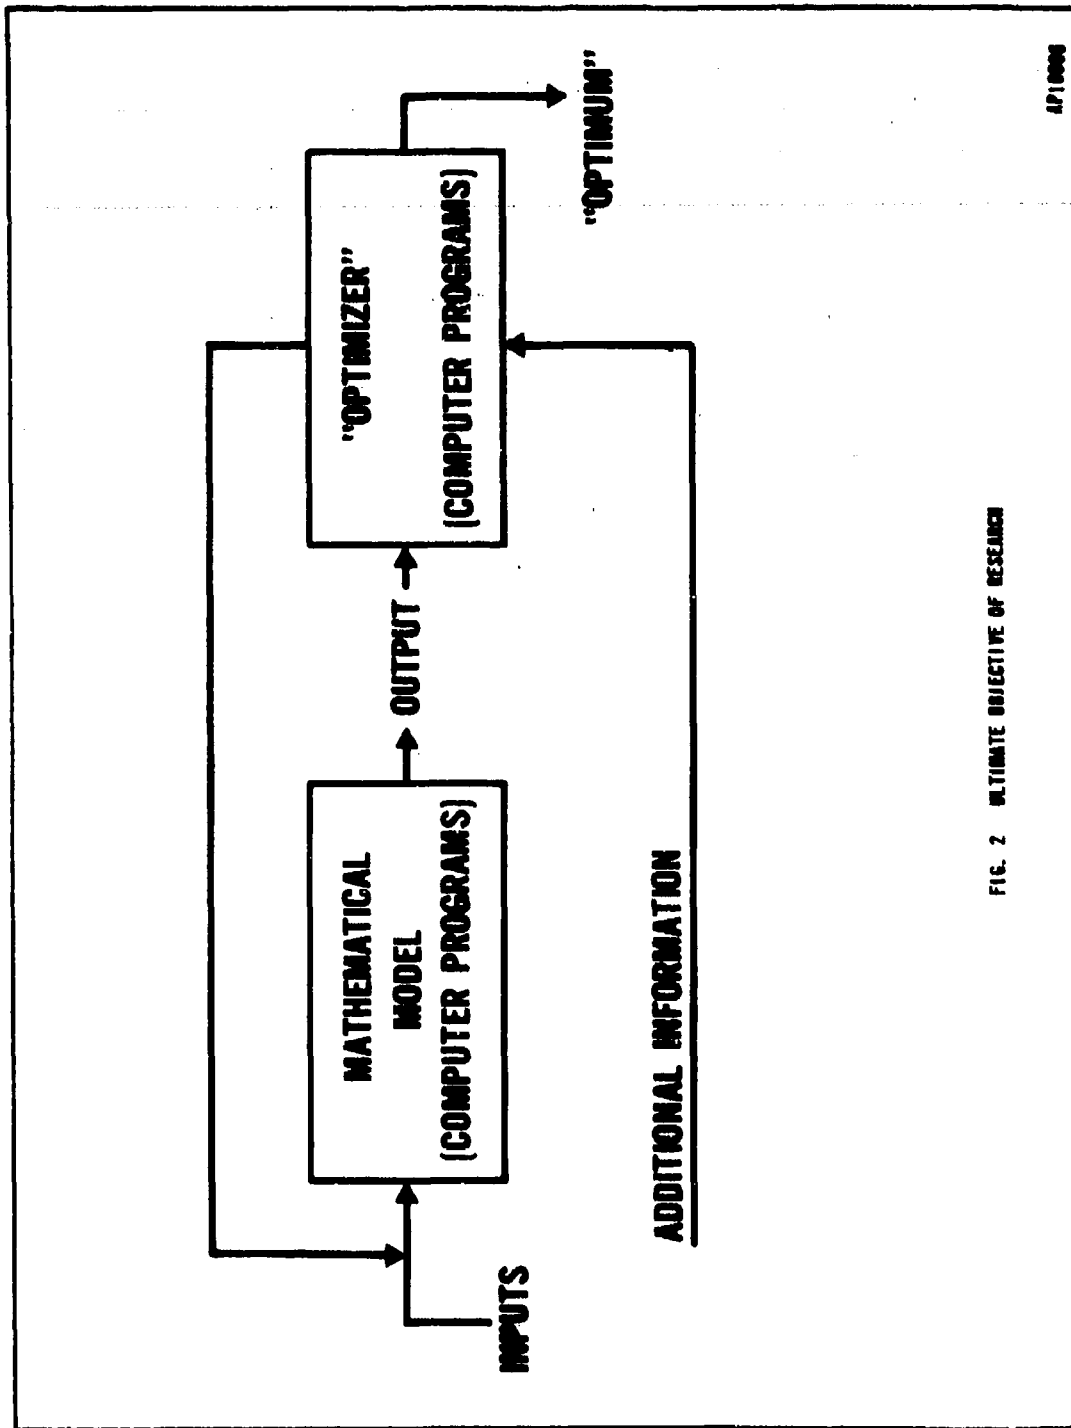 INPUTS
MATHEMATICAL
MODEL
(COMPUTER PROGRAMS)
OUTPUT
"OPTIMIZER"
(COMPUTER PROGRAMS)
"OPTIMUM"
ADDITIONAL INFORMATION
FIG. 2 ULTIMATE OBJECTIVE OF RESEARCH